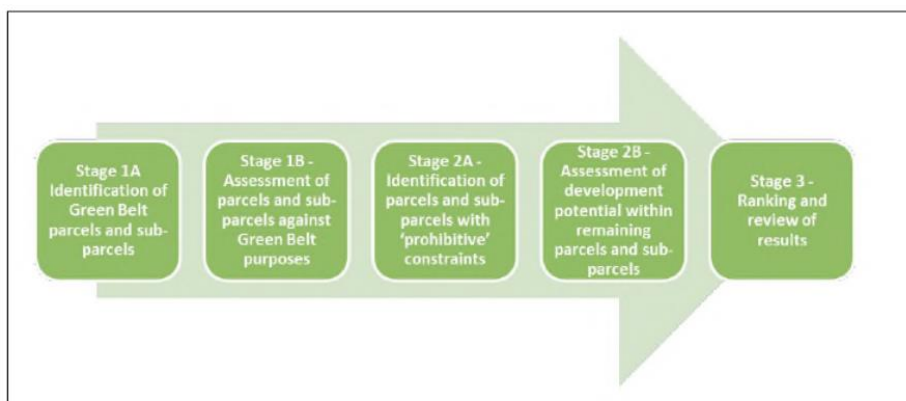 Stage 1A
Identification of
Green Belt
parcels and sub-
parcels
Stage 1B -
Assessment of
parcels and sub-
parcels against
Green Belt
purposes
Stage 2A -
Identification of
parcels and sub-
parcels with
‘prohibitive’
constraints
Stage 2B -
Assessment of
development
potential within
remaining
parcels and sub-
parcels
Stage 3 -
Ranking and
review of
results